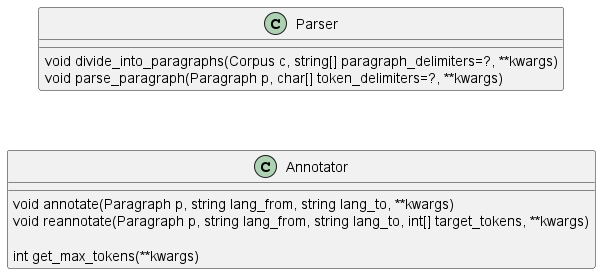 C Parser
void divide_into_paragraphs(Corpus c, string[] paragraph_delimiters=?, **kwargs)
void parse_paragraph(Paragraph p, char[] token_delimiters=?, **kwargs)
C Annotator
void annotate(Paragraph p, string lang_from, string lang_to, **kwargs)
void reannotate(Paragraph p, string lang_from, string lang_to, int[] target_tokens, **kwargs)
int get_max_tokens(**kwargs)